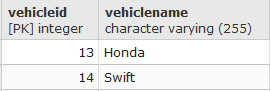 vehicleid vehiclename
[PK] integer character varying (255)
13 Honda
14 Swift